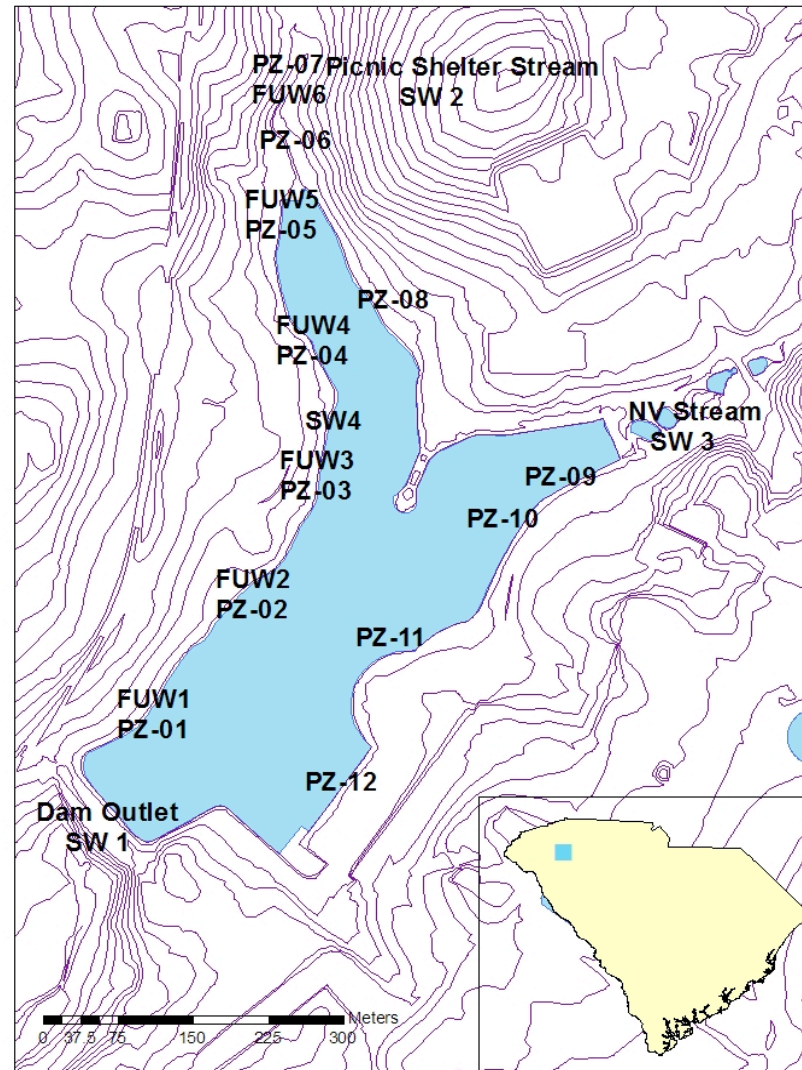 PZ-07 Picnic Shelter Stream
FUW6 SW 2
PZ-06
FUW5
PZ-05
PZ-08
FUW4
PZ-04
SW4
NV Stream
SW 3
FUW3
PZ-03
PZ-09
PZ-10
FUW2
PZ-02
PZ-11
FUW1
PZ-01
PZ-12
Dam Outlet
SW 1
Meters
0 37.5 75 150 225 300